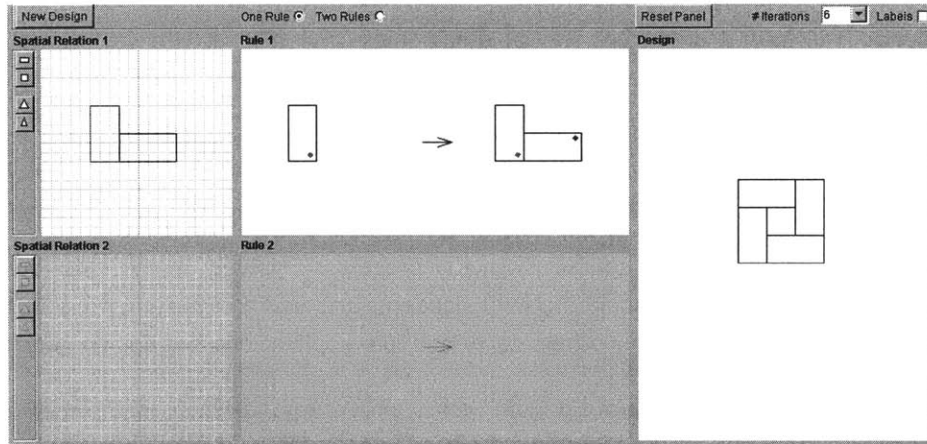 New Design One Rule Two Rules Reset Panel # Iterations 6 Labels
Spatial Relation 1 Rule 1 Design
Spatial Relation 2 Rule 2